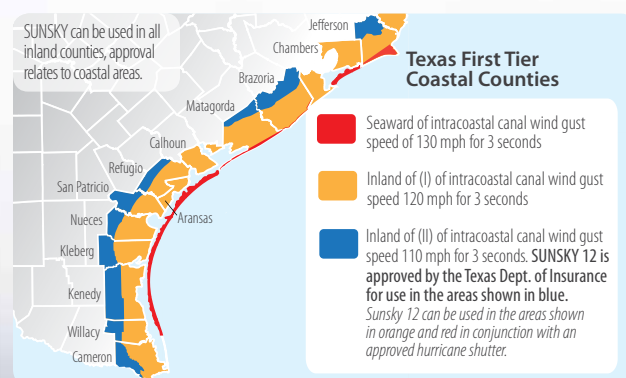 SUNSKY can be used in all
inland counties, approval
relates to coastal areas.
Jefferson
Chambers
Brazoria
Matagorda
Calhoun
Refugio
San Patricio
Aransas
Nueces
Kleberg
Kenedy
Willacy
Cameron
Texas First Tier
Coastal Counties
Seaward of intracoastal canal wind gust
speed of 130 mph for 3 seconds
Inland of (I) of intracoastal canal wind gust
speed 120 mph for 3 seconds
Inland of (II) of intracoastal canal wind gust
speed 110 mph for 3 seconds. SUNSKY 12 is
approved by the Texas Dept. of Insurance
for use in the areas shown in blue.
Sunsky 12 can be used in the areas shown
in orange and red in conjunction with an
approved hurricane shutter.